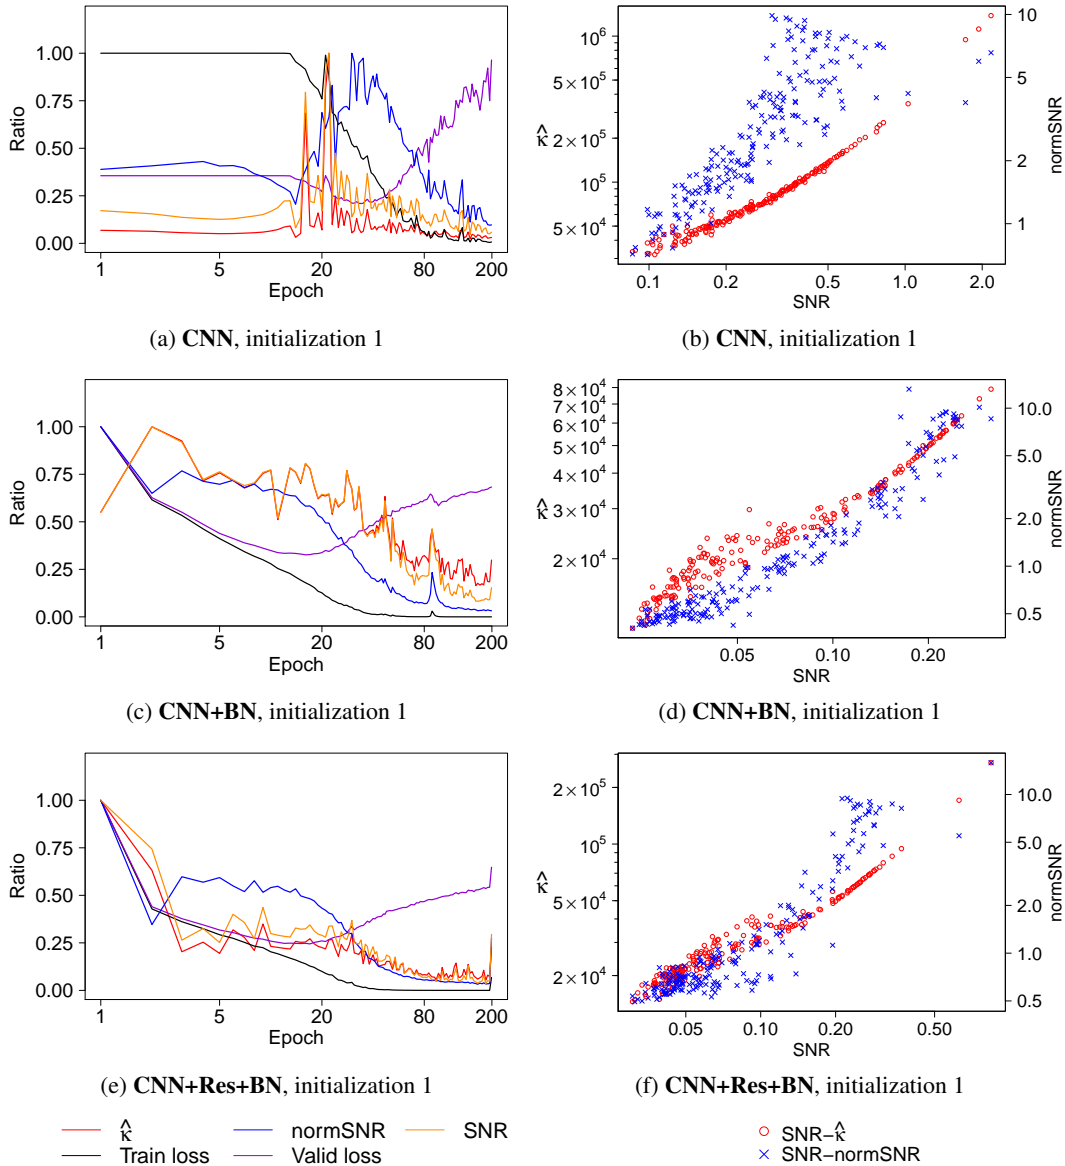 1.00
0.75
0.50
0.25
0.00
Ratio
1 5 20 80 200
Epoch
(a) CNN, initialization 1
10^6
5×10^5
2×10^5
10^5
5×10^4
κ̂
10
5
2
1
normSNR
0.1 0.2 0.5 1.0 2.0
SNR
(b) CNN, initialization 1
1.00
0.75
0.50
0.25
0.00
Ratio
1 5 20 80 200
Epoch
(c) CNN+BN, initialization 1
8×10^4
7×10^4
6×10^4
5×10^4
4×10^4
3×10^4
2×10^4
κ̂
10.0
5.0
2.0
1.0
0.5
normSNR
0.05 0.10 0.20
SNR
(d) CNN+BN, initialization 1
1.00
0.75
0.50
0.25
0.00
Ratio
1 5 20 80 200
Epoch
(e) CNN+Res+BN, initialization 1
2×10^5
10^5
5×10^4
2×10^4
κ̂
10.0
5.0
2.0
1.0
0.5
normSNR
0.05 0.10 0.20 0.50
SNR
(f) CNN+Res+BN, initialization 1
κ̂ normSNR SNR
Train loss Valid loss
SNR−κ̂
SNR−normSNR